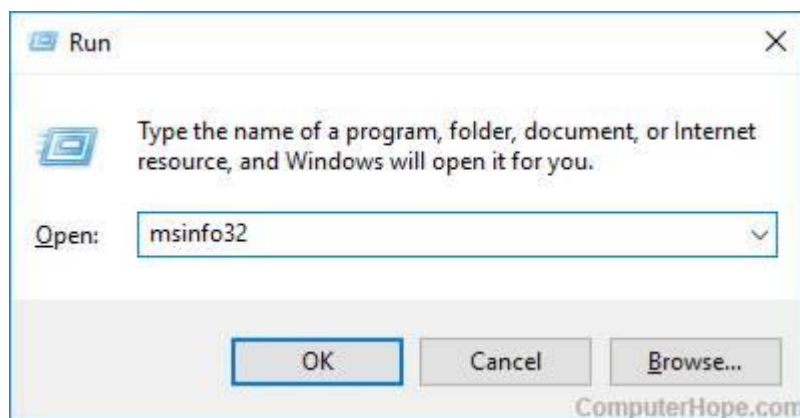 Run
Type the name of a program, folder, document, or Internet
resource, and Windows will open it for you.
Open: msinfo32
OK Cancel Browse...
ComputerHope.com